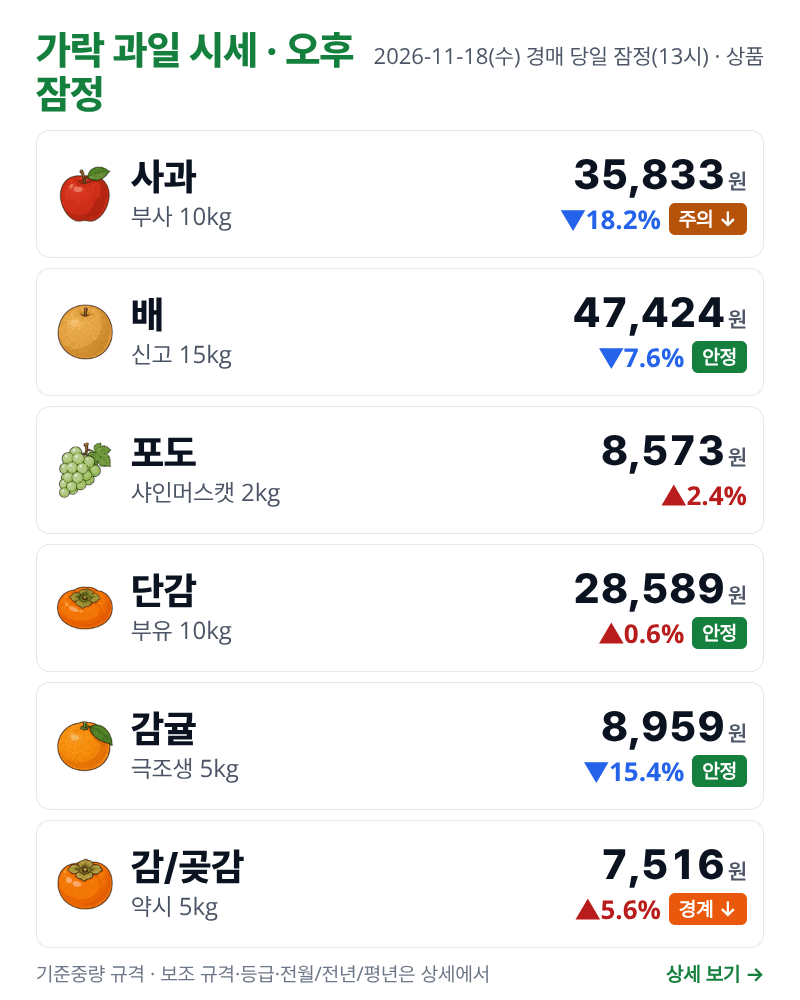 가락 과일 시세 · 오후
잠정
2026-11-18(수) 경매 당일 잠정(13시) · 상품
사과
부사 10kg
35,833원
▼18.2% 주의 ↓
배
신고 15kg
47,424원
▼7.6% 안정
포도
샤인머스캣 2kg
8,573원
▲2.4%
단감
부유 10kg
28,589원
▲0.6% 안정
감귤
극조생 5kg
8,959원
▼15.4% 안정
감/곶감
약시 5kg
7,516원
▲5.6% 경계 ↓
기준중량 규격 · 보조 규격·등급·전월/전년/평년은 상세에서
상세 보기 →